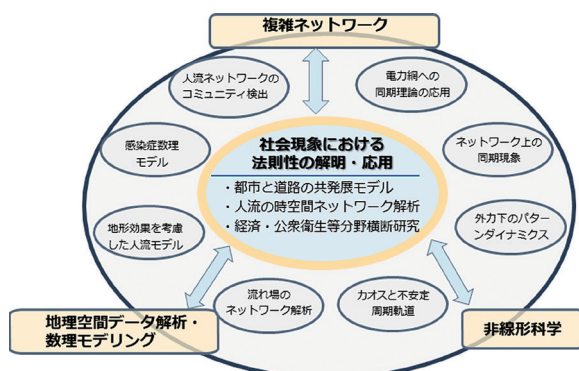 複雑ネットワーク
人流ネットワークの
コミュニティ検出
電力網への
同期理論の応用
感染症数理
モデル
社会現象における
法則性の解明・応用
・都市と道路の共発展モデル
・人流の時空間ネットワーク解析
・経済・公衆衛生等分野横断研究
ネットワーク上の
同期現象
地形効果を考慮
した人流モデル
外力下のパター
ンダイナミクス
流れ場の
ネットワーク解析
カオスと不安定
周期軌道
地理空間データ解析・
数理モデリング
非線形科学